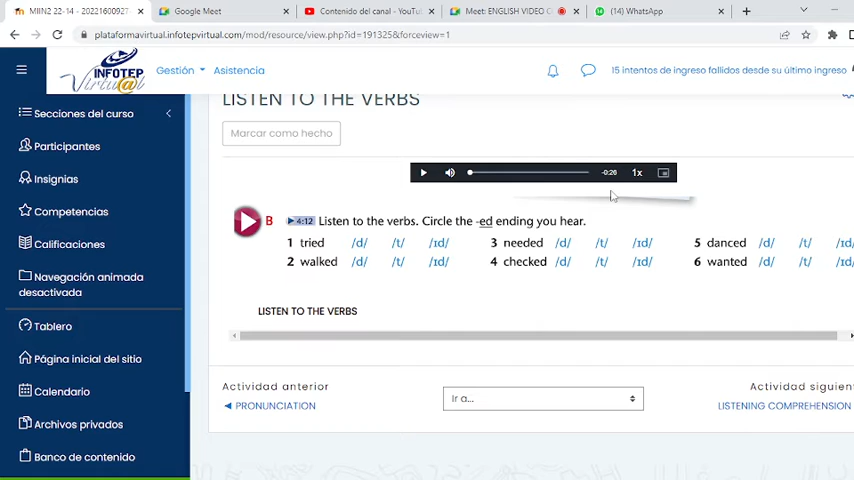 MIIN2 22-14 - 2022160092T
Google Meet
Contenido del canal - YouTu
Meet: ENGLISH VIDEO C
(14) WhatsApp
plataformavirtual.infotepvirtual.com/mod/resource/view.php?id=191325&forceview=1
INFOTEP
Virtu@l
Gestión
Asistencia
15 intentos de ingreso fallidos desde su último ingreso
Secciones del curso
Participantes
Insignias
Competencias
Calificaciones
Navegación animada
desactivada
Tablero
Página inicial del sitio
Calendario
Archivos privados
Banco de contenido
LISTEN TO THE VERBS
Marcar como hecho
-0:26 1x
B 4:12 Listen to the verbs. Circle the -ed ending you hear.
1 tried /d/ /t/ /ɪd/ 3 needed /d/ /t/ /ɪd/ 5 danced /d/ /t/ /ɪd/
2 walked /d/ /t/ /ɪd/ 4 checked /d/ /t/ /ɪd/ 6 wanted /d/ /t/ /ɪd/
LISTEN TO THE VERBS
Actividad anterior
◄ PRONUNCIATION
Ir a...
Actividad siguien
LISTENING COMPREHENSION